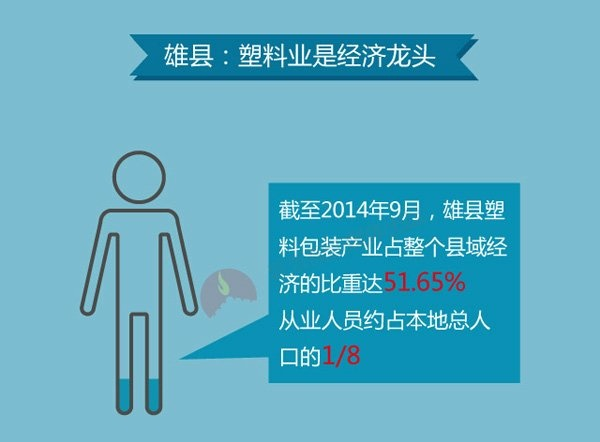 雄县：塑料业是经济龙头
截至2014年9月，雄县塑
料包装产业占整个县域经
济的比重达51.65%
从业人员约占本地总人
口的1/8